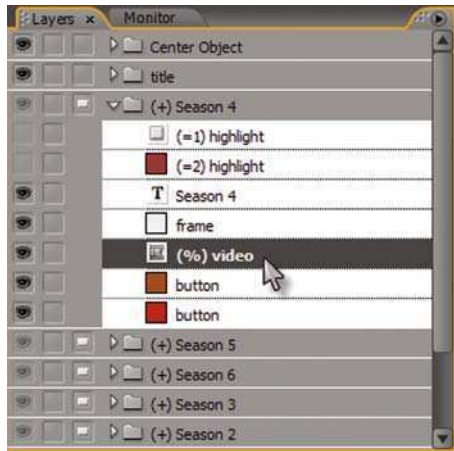 Layers x Monitor
Center Object
title
(+) Season 4
(=1) highlight
(=2) highlight
T Season 4
frame
(%) video
button
button
(+) Season 5
(+) Season 6
(+) Season 3
(+) Season 2